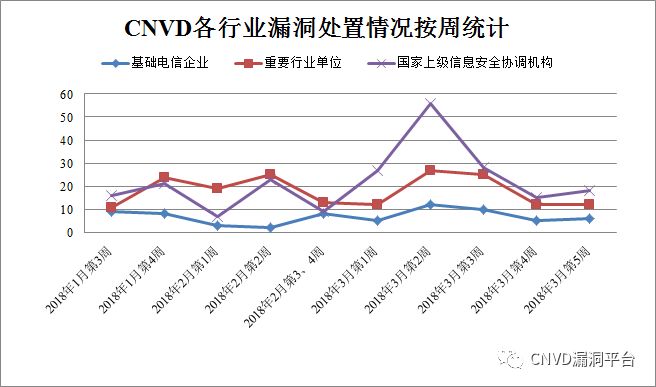 CNVD各行业漏洞处置情况按周统计
基础电信企业 重要行业单位 国家上级信息安全协调机构
60
50
40
30
20
10
0
2018年1月第3周
2018年1月第4周
2018年2月第1周
2018年2月第2周
2018年2月第3、4周
2018年3月第1周
2018年3月第2周
2018年3月第3周
2018年3月第4周
2018年3月第5周
CNVD漏洞平台